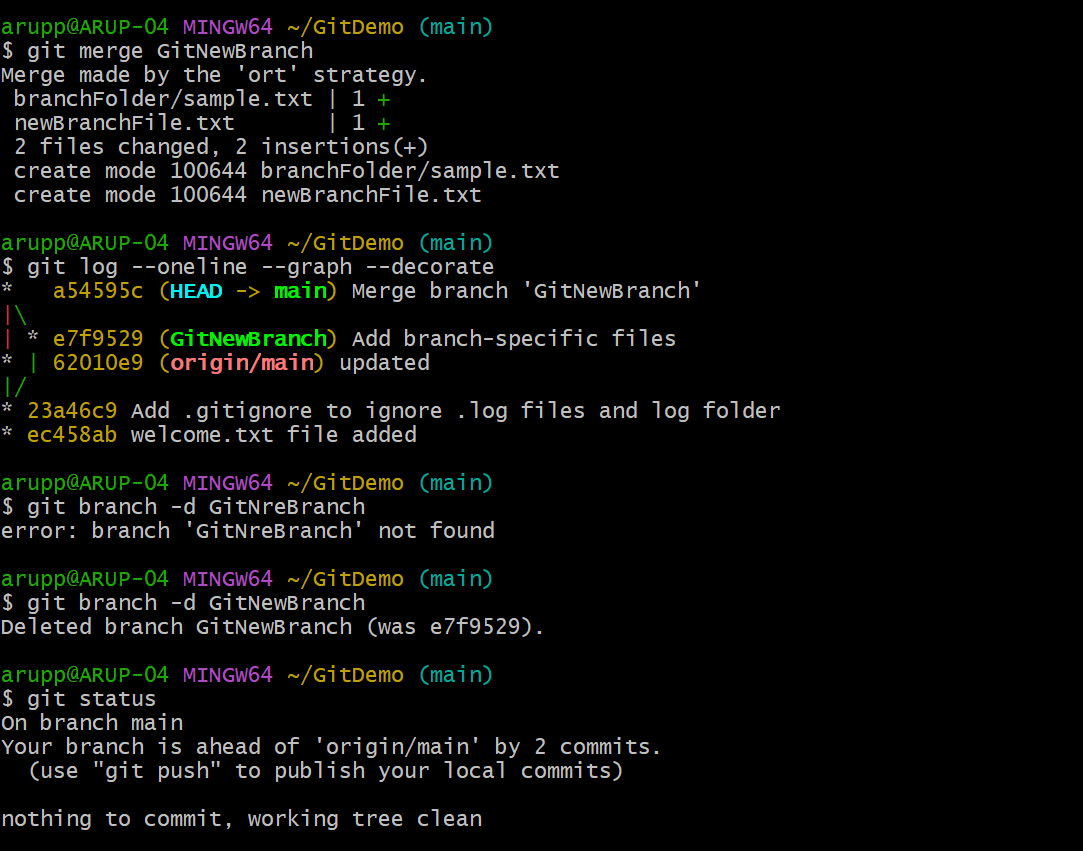 arupp@ARUP-04 MINGW64 ~/GitDemo (main)
$ git merge GitNewBranch
Merge made by the 'ort' strategy.
 branchFolder/sample.txt | 1 +
 newBranchFile.txt       | 1 +
 2 files changed, 2 insertions(+)
 create mode 100644 branchFolder/sample.txt
 create mode 100644 newBranchFile.txt

arupp@ARUP-04 MINGW64 ~/GitDemo (main)
$ git log --oneline --graph --decorate
*   a54595c (HEAD -> main) Merge branch 'GitNewBranch'
|\
| * e7f9529 (GitNewBranch) Add branch-specific files
* | 62010e9 (origin/main) updated
|/
* 23a46c9 Add .gitignore to ignore .log files and log folder
* ec458ab welcome.txt file added

arupp@ARUP-04 MINGW64 ~/GitDemo (main)
$ git branch -d GitNreBranch
error: branch 'GitNreBranch' not found

arupp@ARUP-04 MINGW64 ~/GitDemo (main)
$ git branch -d GitNewBranch
Deleted branch GitNewBranch (was e7f9529).

arupp@ARUP-04 MINGW64 ~/GitDemo (main)
$ git status
On branch main
Your branch is ahead of 'origin/main' by 2 commits.
  (use "git push" to publish your local commits)

nothing to commit, working tree clean